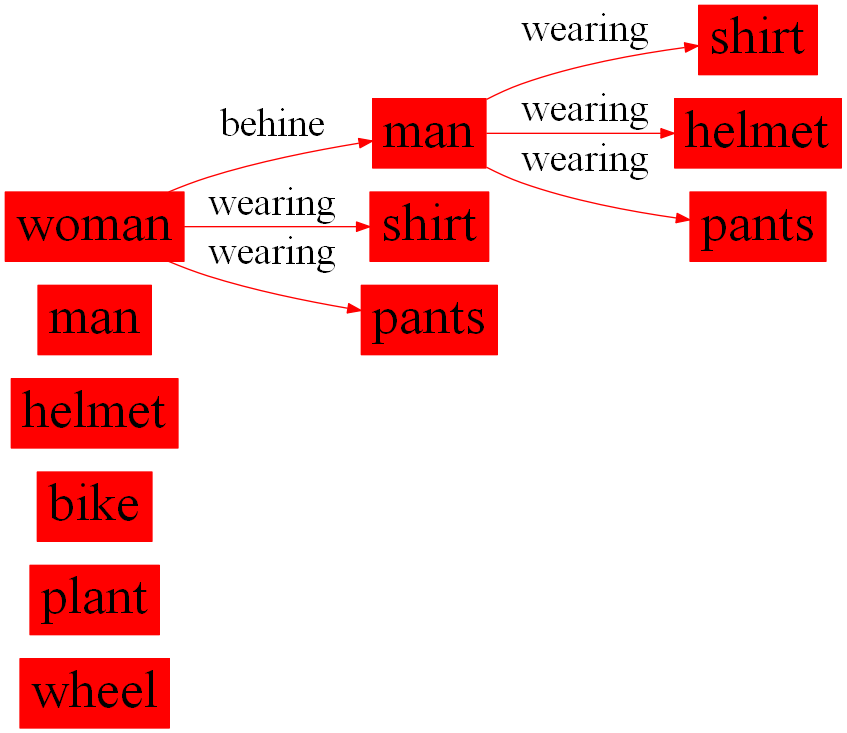 wearing
shirt
behine
man
wearing
helmet
wearing
pants
woman
wearing
shirt
wearing
pants
man
helmet
bike
plant
wheel